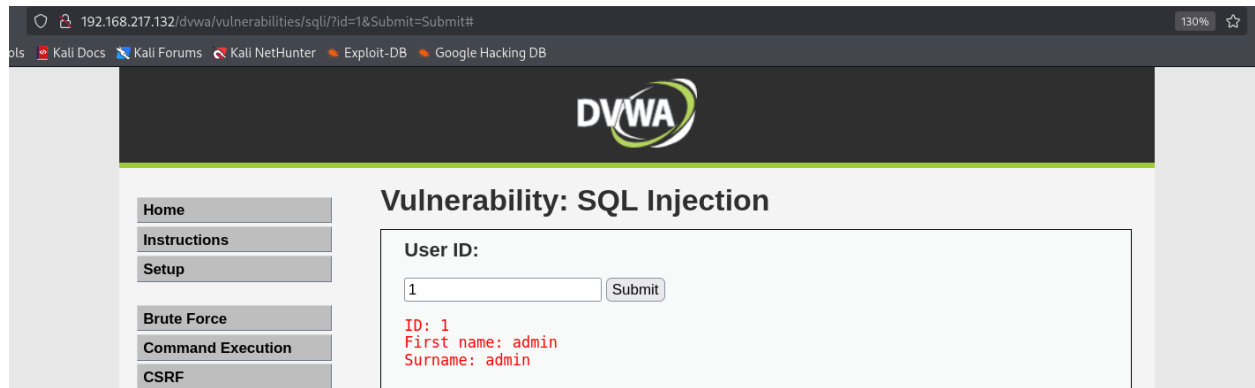 192.168.217.132/dvwa/vulnerabilities/sqli/?id=1&Submit=Submit# 130%
ols Kali Docs Kali Forums Kali NetHunter Exploit-DB Google Hacking DB
DVWA
Vulnerability: SQL Injection
Home
Instructions
Setup
Brute Force
Command Execution
CSRF
User ID:
1 Submit
ID: 1
First name: admin
Surname: admin